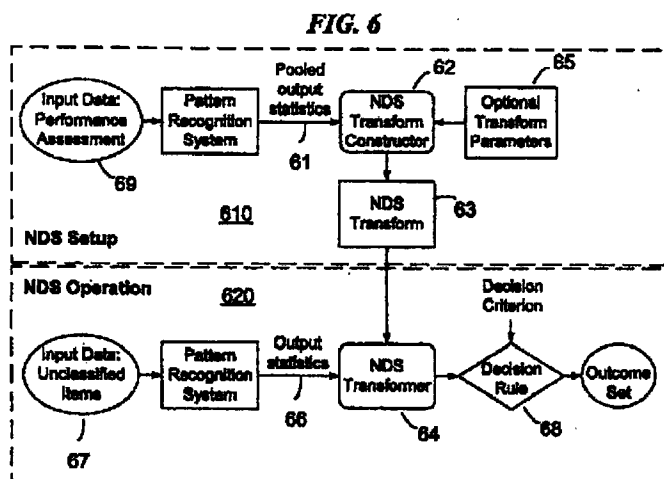 FIG. 6
Input Data:
Performance
Assessment
69
Pattern
Recognition
System
Pooled
output
statistics
61
62
NDS
Transform
Constructor
65
Optional
Transform
Parameters
NDS
Transform
63
610
NDS Setup
NDS Operation
620
Input Data:
Unclassified
Items
67
Pattern
Recognition
System
Output
statistics
66
NDS
Transformer
64
Decision
Criterion
Decision
Rule
68
Outcome
Set